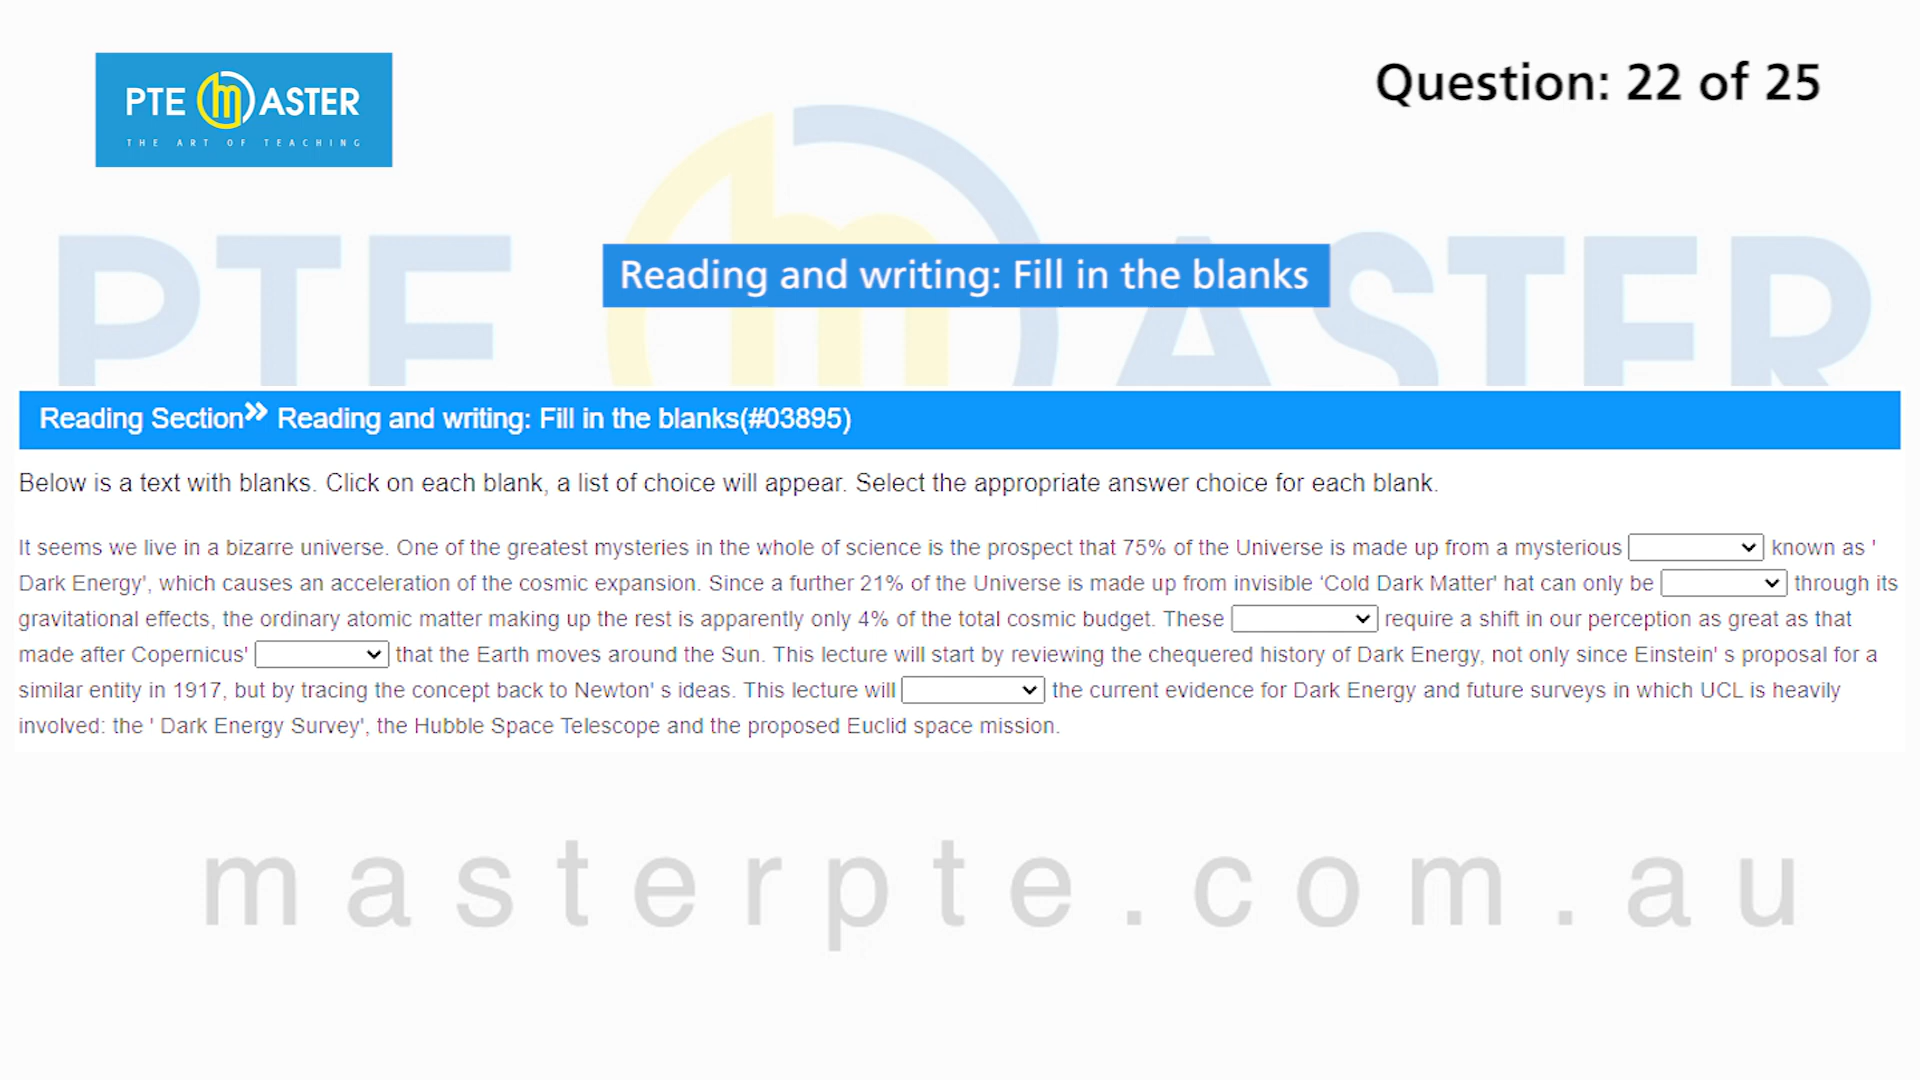 PTE MASTER
THE ART OF TEACHING
Question: 22 of 25
PTE MASTER
Reading and writing: Fill in the blanks
Reading Section» Reading and writing: Fill in the blanks(#03895)
Below is a text with blanks. Click on each blank, a list of choice will appear. Select the appropriate answer choice for each blank.
It seems we live in a bizarre universe. One of the greatest mysteries in the whole of science is the prospect that 75% of the Universe is made up from a mysterious known as '
Dark Energy', which causes an acceleration of the cosmic expansion. Since a further 21% of the Universe is made up from invisible ‘Cold Dark Matter' hat can only be through its
gravitational effects, the ordinary atomic matter making up the rest is apparently only 4% of the total cosmic budget. These require a shift in our perception as great as that
made after Copernicus' that the Earth moves around the Sun. This lecture will start by reviewing the chequered history of Dark Energy, not only since Einstein' s proposal for a
similar entity in 1917, but by tracing the concept back to Newton' s ideas. This lecture will the current evidence for Dark Energy and future surveys in which UCL is heavily
involved: the ' Dark Energy Survey', the Hubble Space Telescope and the proposed Euclid space mission.
masterpte.com.au